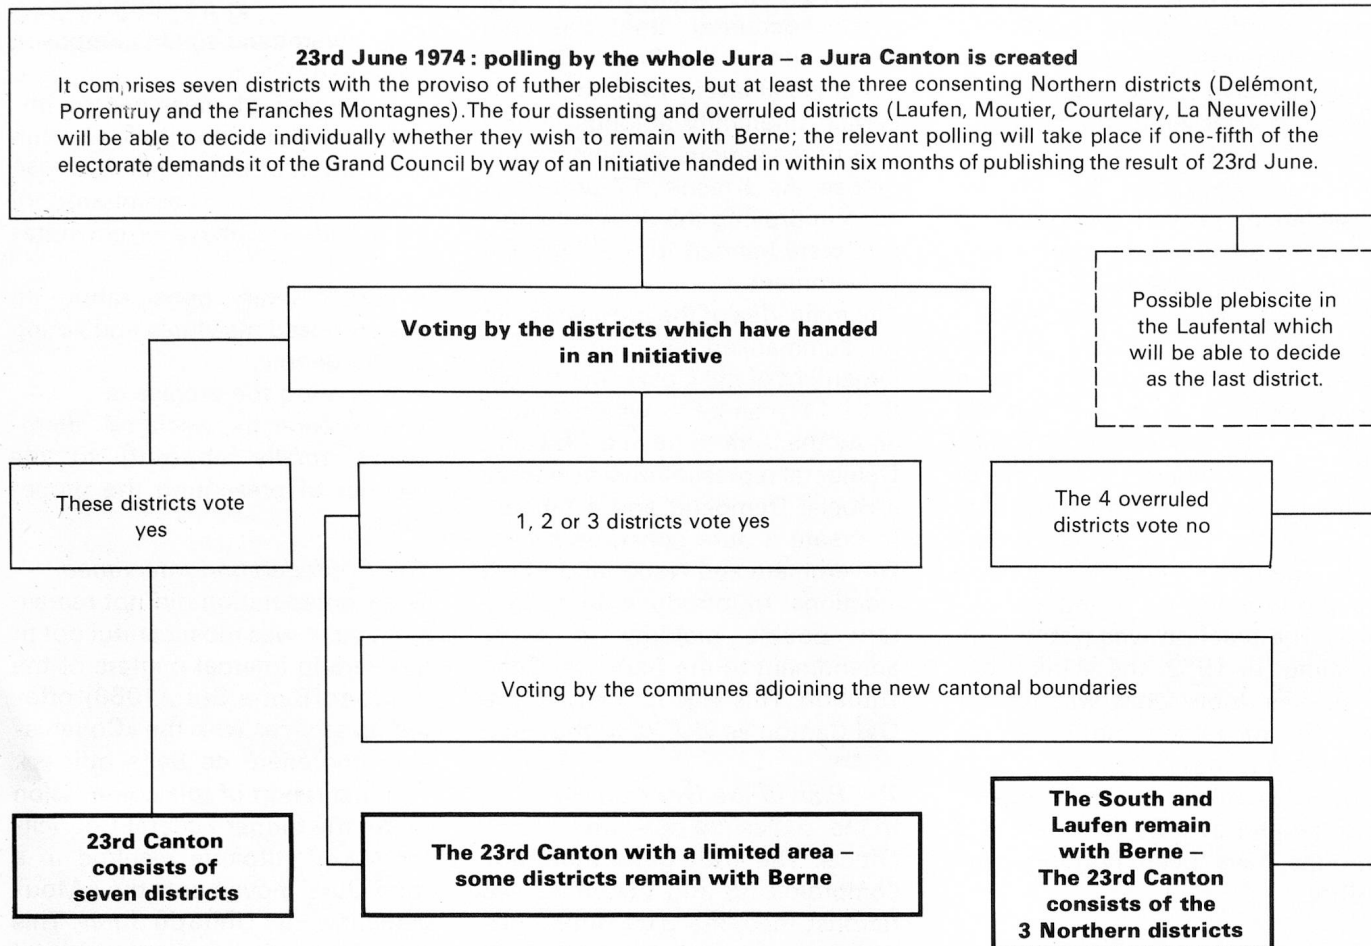 23rd June 1974 : polling by the whole Jura – a Jura Canton is created
It comprises seven districts with the proviso of futher plebiscites, but at least the three consenting Northern districts (Delémont,
Porrentruy and the Franches Montagnes). The four dissenting and overruled districts (Laufen, Moutier, Courtelary, La Neuveville)
will be able to decide individually whether they wish to remain with Berne; the relevant polling will take place if one-fifth of the
electorate demands it of the Grand Council by way of an Initiative handed in within six months of publishing the result of 23rd June.
Voting by the districts which have handed
in an Initiative
Possible plebiscite in
the Laufental which
will be able to decide
as the last district.
These districts vote
yes
1, 2 or 3 districts vote yes
The 4 overruled
districts vote no
Voting by the communes adjoining the new cantonal boundaries
23rd Canton
consists of
seven districts
The 23rd Canton with a limited area –
some districts remain with Berne
The South and
Laufen remain
with Berne –
The 23rd Canton
consists of the
3 Northern districts